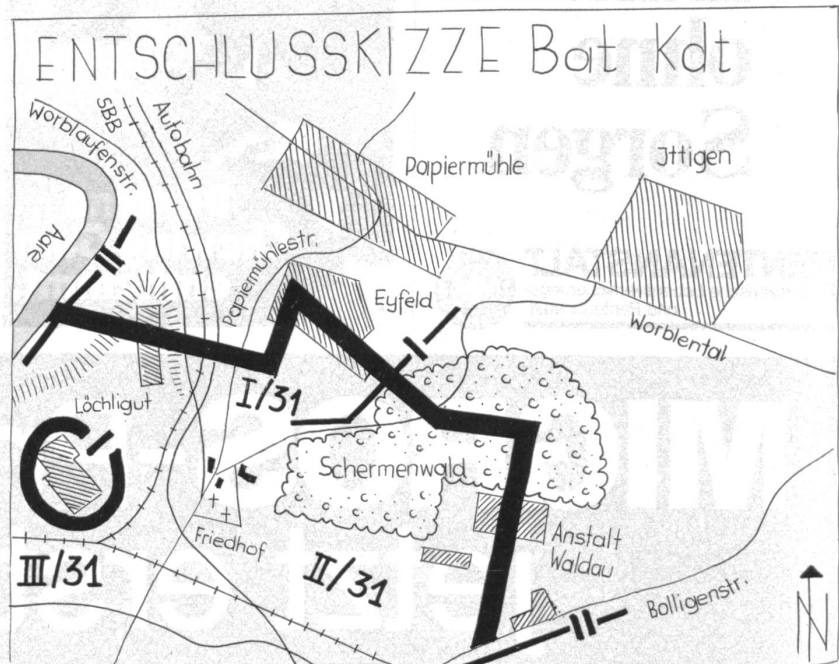 ENTSCHLUSSKIZZE Bat Kdt
Worblaufenstr.
SBB
Autobahn
Aare
Papiermühle
Ittigen
Papiermühlestr.
Eyfeld
Worblental
I/31
Löchligut
Schermenwald
Friedhof
Anstalt
Waldau
III/31
II/31
Bolligenstr.
N